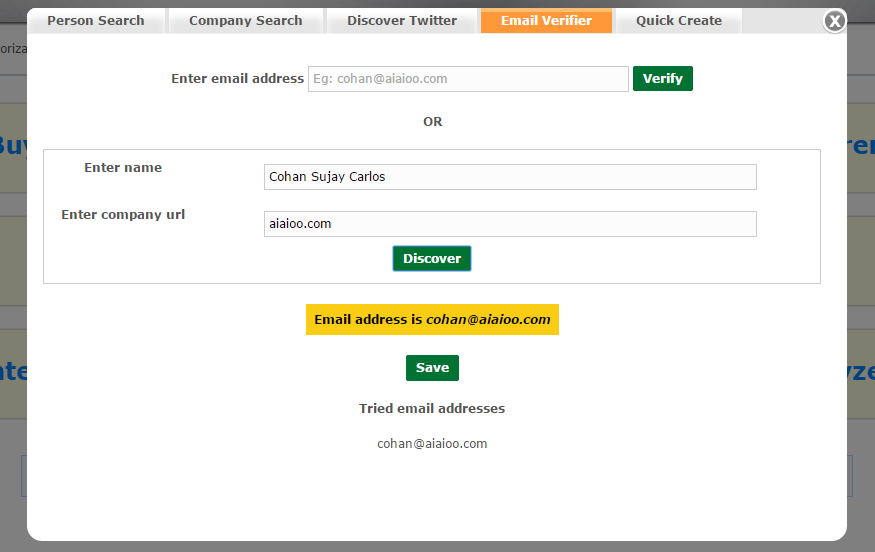 Person Search Company Search Discover Twitter Email Verifier Quick Create X
Enter email address Eg: cohan@aiaioo.com Verify
OR
Enter name Cohan Sujay Carlos
Enter company url aiaioo.com
Discover
Email address is cohan@aiaioo.com
Save
Tried email addresses
cohan@aiaioo.com